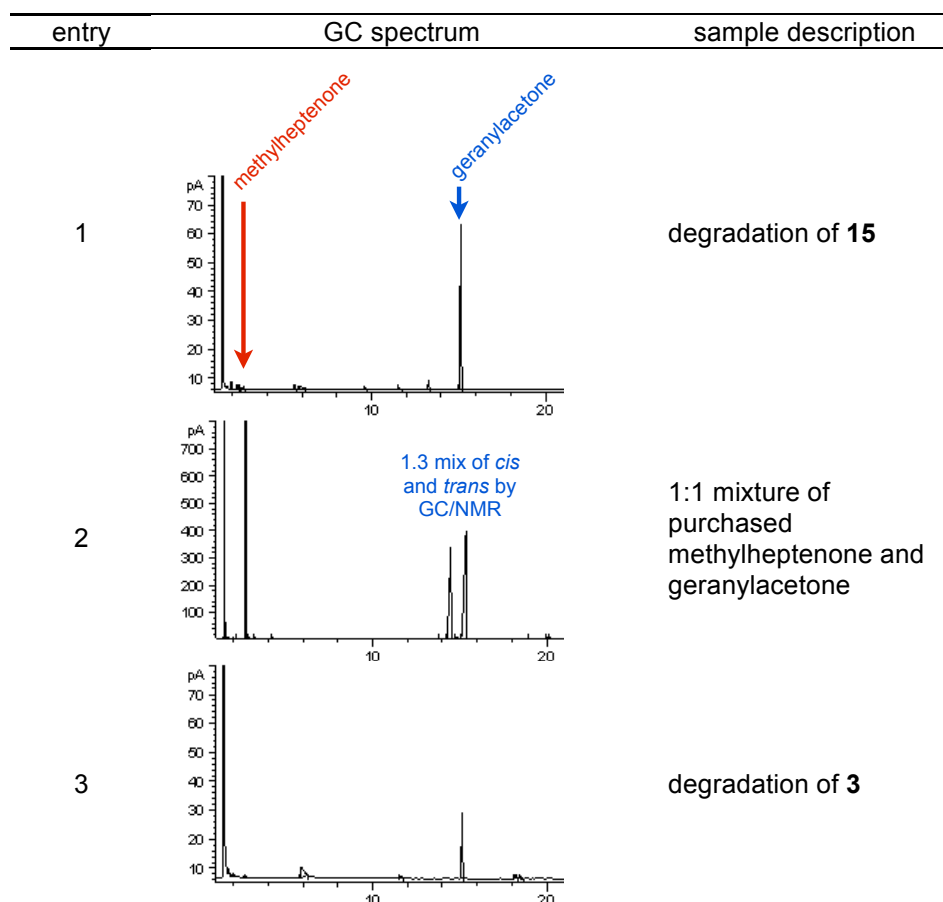 entry GC spectrum sample description
methylheptenone
geranylacetone
pA
70
60
50
40
30
20
10
10 20
1
degradation of 15
pA
700
600
500
400
300
200
100
10 20
1.3 mix of cis
and trans by
GC/NMR
2
1:1 mixture of
purchased
methylheptenone and
geranylacetone
pA
70
60
50
40
30
20
10
10 20
3
degradation of 3